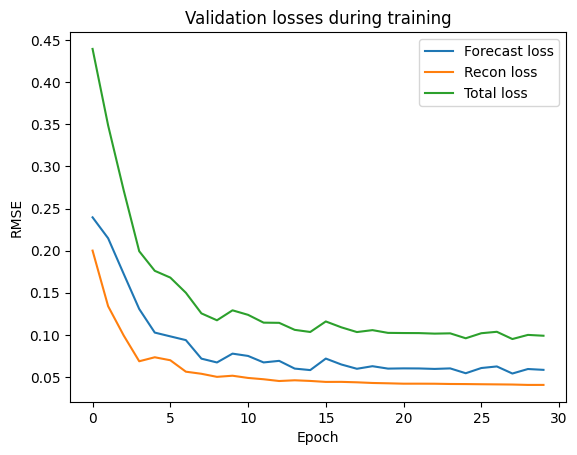 Validation losses during training
0.45
0.40
0.35
0.30
0.25
0.20
0.15
0.10
0.05
RMSE
Forecast loss
Recon loss
Total loss
0 5 10 15 20 25 30
Epoch